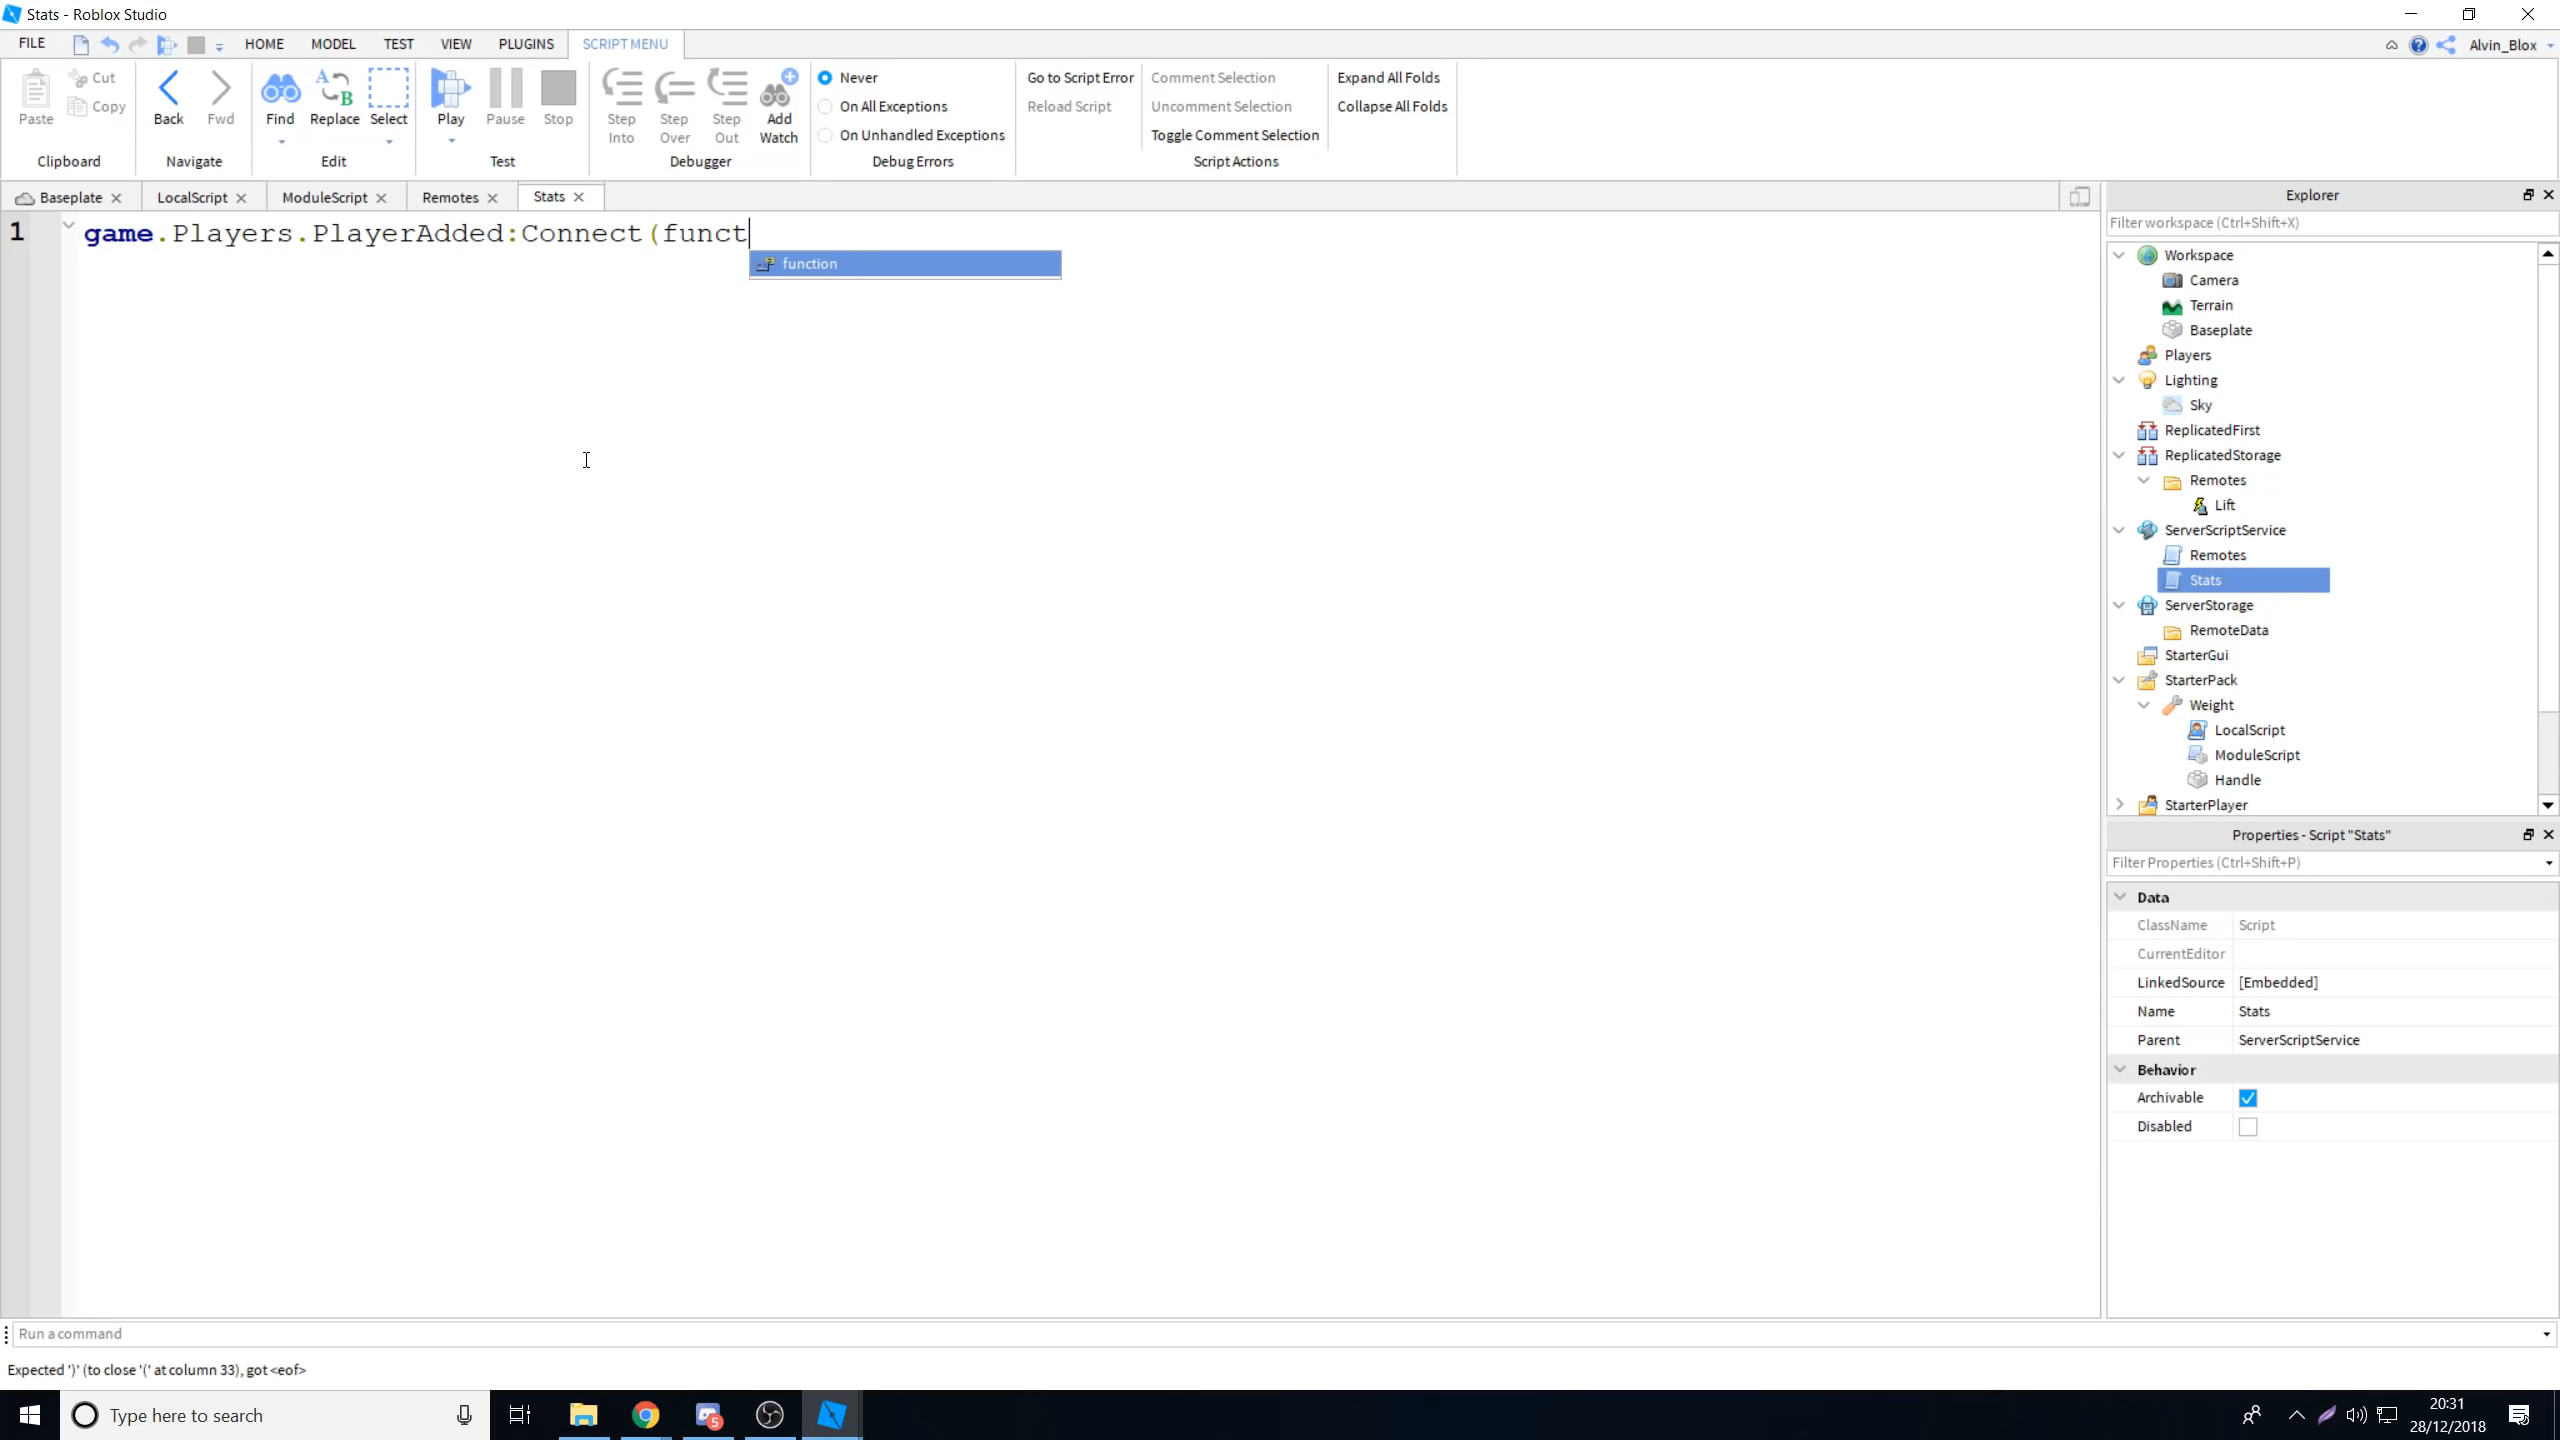 Stats - Roblox Studio
FILE HOME MODEL TEST VIEW PLUGINS SCRIPT MENU Alvin_Blox
Paste Cut Copy
Clipboard
Back Fwd
Navigate
Find Replace Select
Edit
Play Pause Stop
Test
Step Into Step Over Step Out Add Watch
Debugger
Never
On All Exceptions
On Unhandled Exceptions
Debug Errors
Go to Script Error
Reload Script
Comment Selection
Uncomment Selection
Toggle Comment Selection
Script Actions
Expand All Folds
Collapse All Folds
Baseplate LocalScript ModuleScript Remotes Stats
1 game.Players.PlayerAdded:Connect(funct
function
Explorer
Filter workspace (Ctrl+Shift+X)
Workspace
Camera
Terrain
Baseplate
Players
Lighting
Sky
ReplicatedFirst
ReplicatedStorage
Remotes
Lift
ServerScriptService
Remotes
Stats
ServerStorage
RemoteData
StarterGui
StarterPack
Weight
LocalScript
ModuleScript
Handle
StarterPlayer
Properties - Script "Stats"
Filter Properties (Ctrl+Shift+P)
Data
ClassName Script
CurrentEditor
LinkedSource [Embedded]
Name Stats
Parent ServerScriptService
Behavior
Archivable
Disabled
Run a command
Expected ')' (to close '(' at column 33), got <eof>
Type here to search
5
20:31
28/12/2018